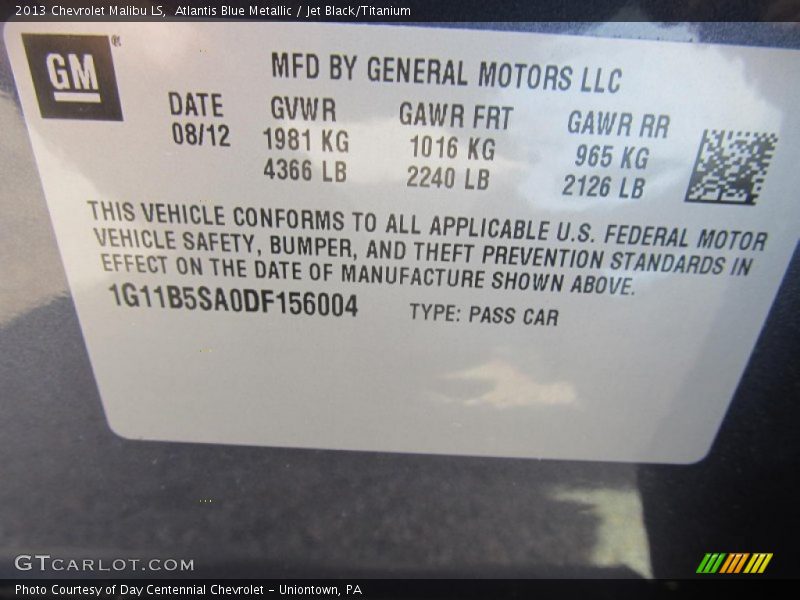 2013 Chevrolet Malibu LS, Atlantis Blue Metallic / Jet Black/Titanium
GM®
MFD BY GENERAL MOTORS LLC
DATE GVWR GAWR FRT GAWR RR
08/12 1981 KG 1016 KG 965 KG
4366 LB 2240 LB 2126 LB
THIS VEHICLE CONFORMS TO ALL APPLICABLE U.S. FEDERAL MOTOR
VEHICLE SAFETY, BUMPER, AND THEFT PREVENTION STANDARDS IN
EFFECT ON THE DATE OF MANUFACTURE SHOWN ABOVE.
1G11B5SA0DF156004 TYPE: PASS CAR
GTCARLOT.COM
Photo Courtesy of Day Centennial Chevrolet - Uniontown, PA